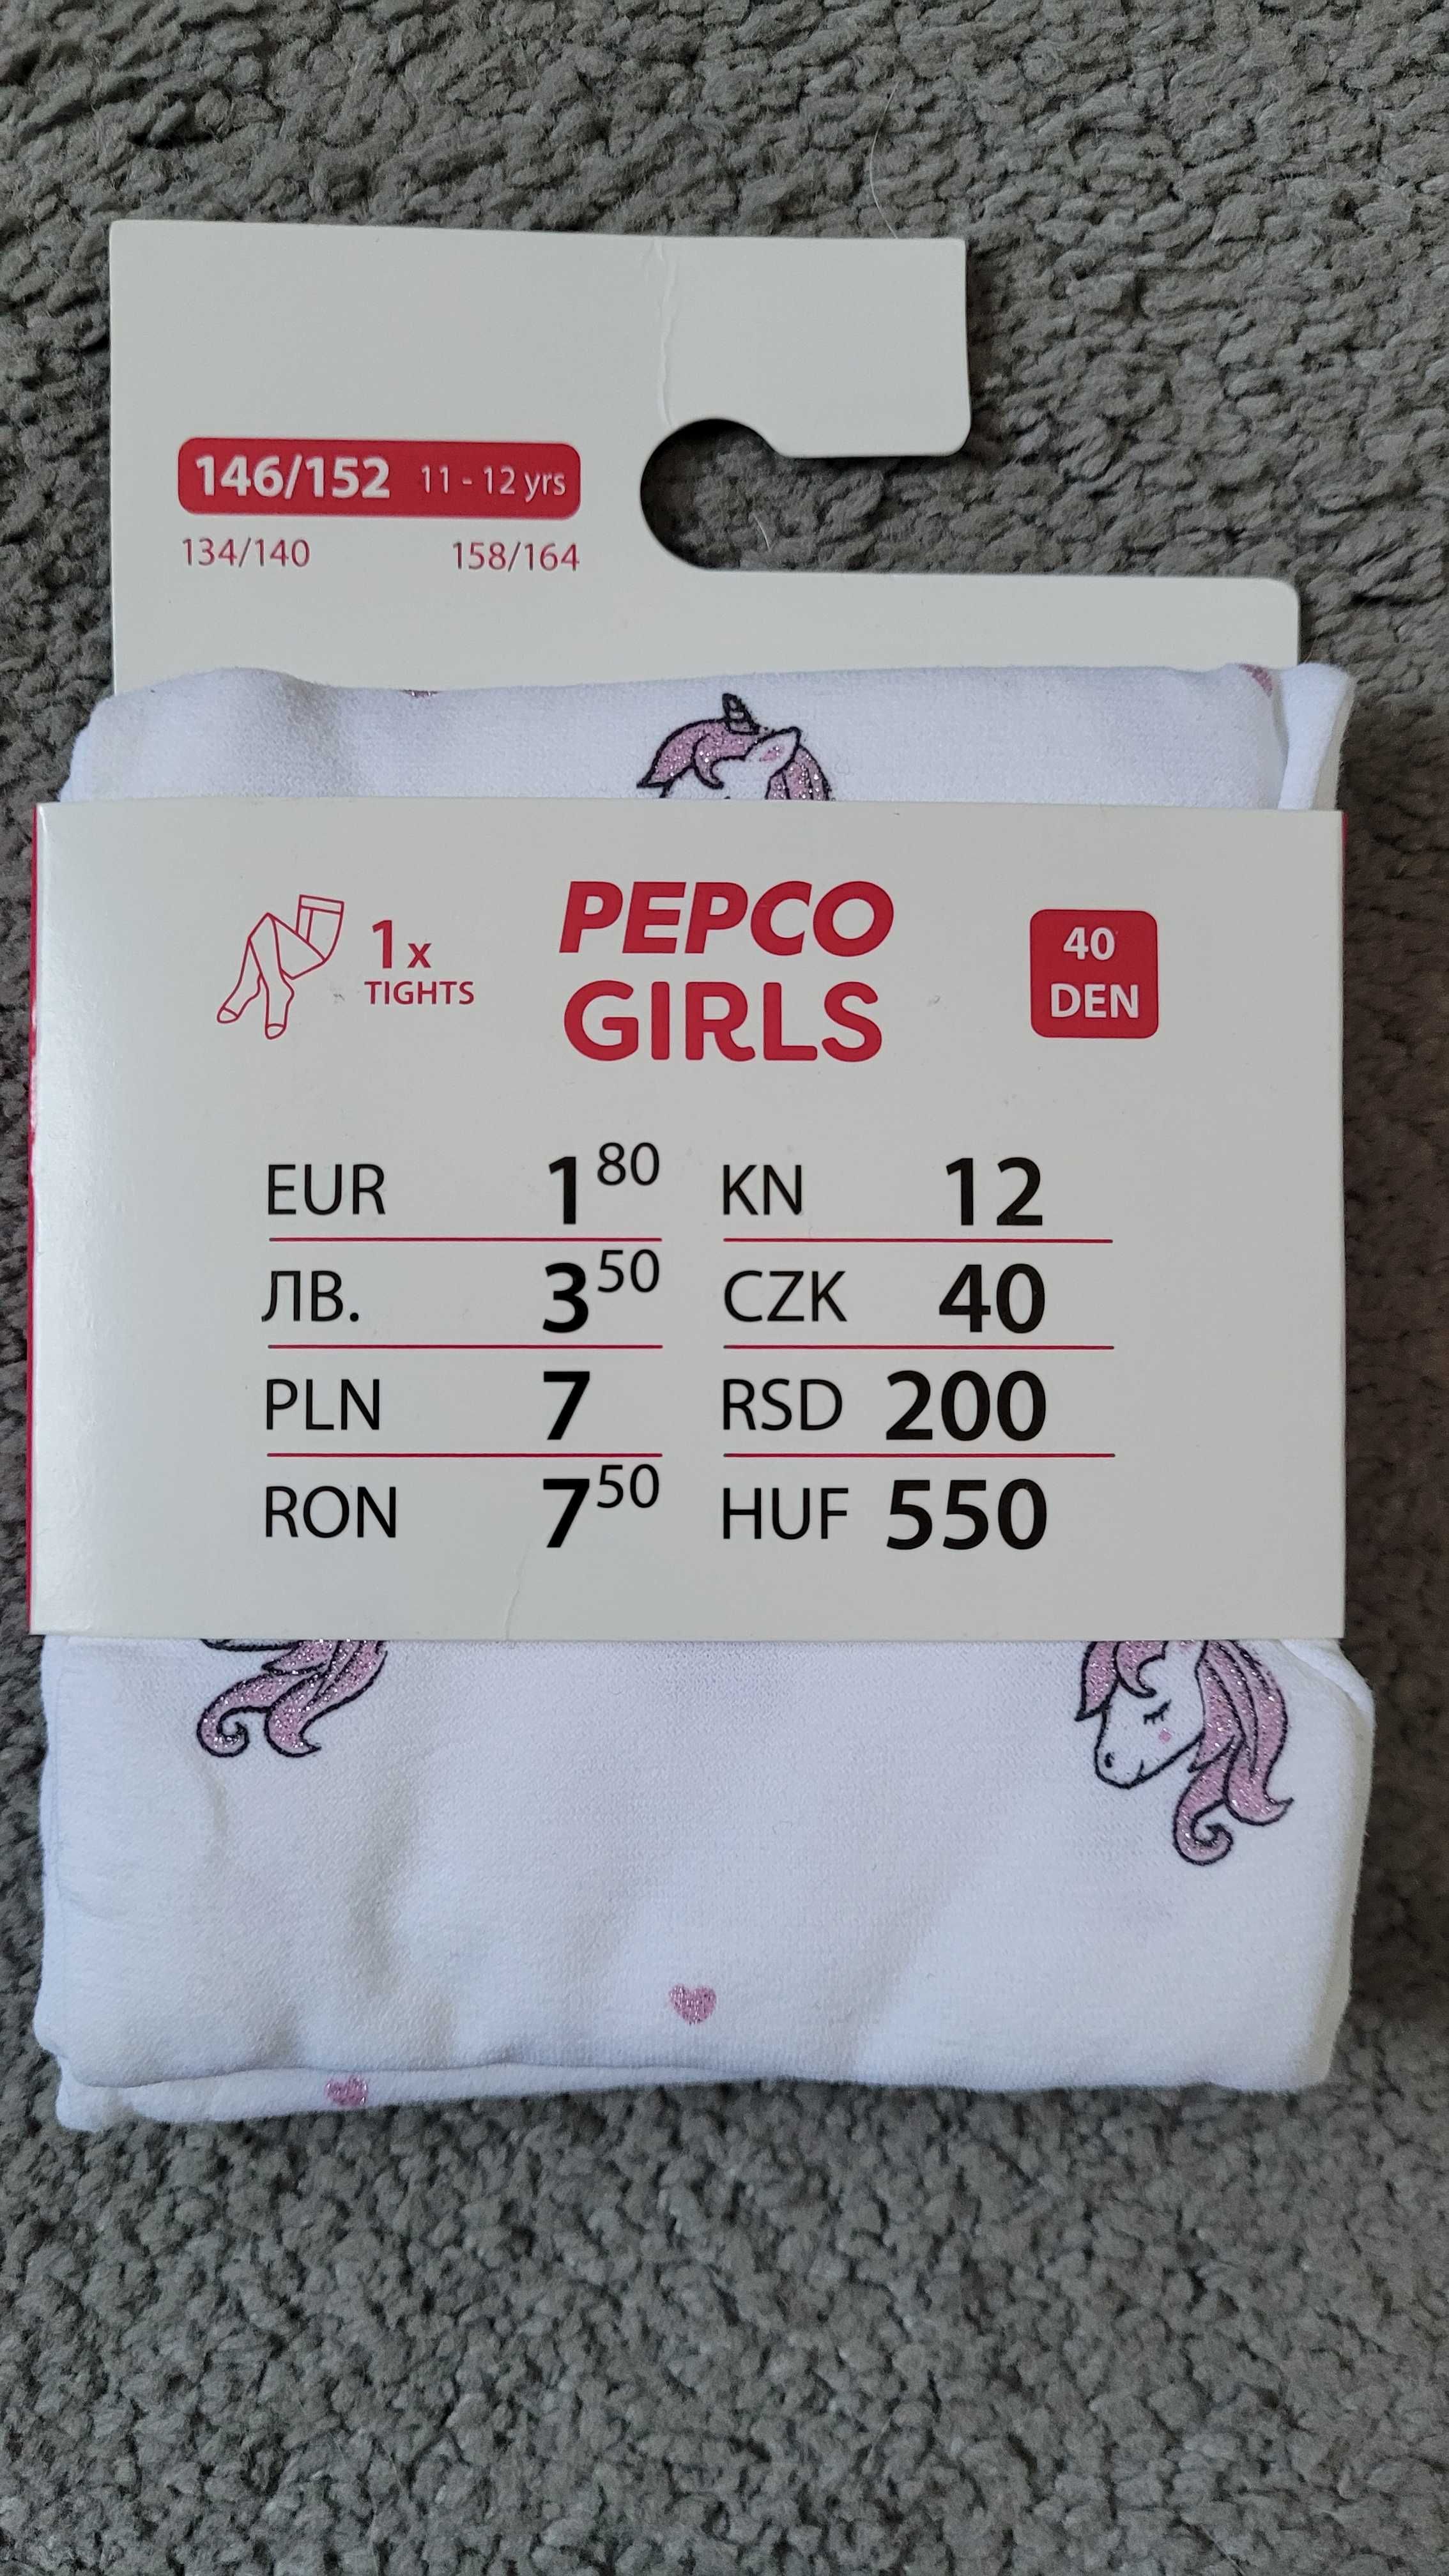 146/152 11 - 12 yrs
134/140 158/164
1x
TIGHTS
PEPCO
GIRLS
40
DEN
EUR 1 80 KN 12
ЛВ. 3 50 CZK 40
PLN 7 RSD 200
RON 7 50 HUF 550